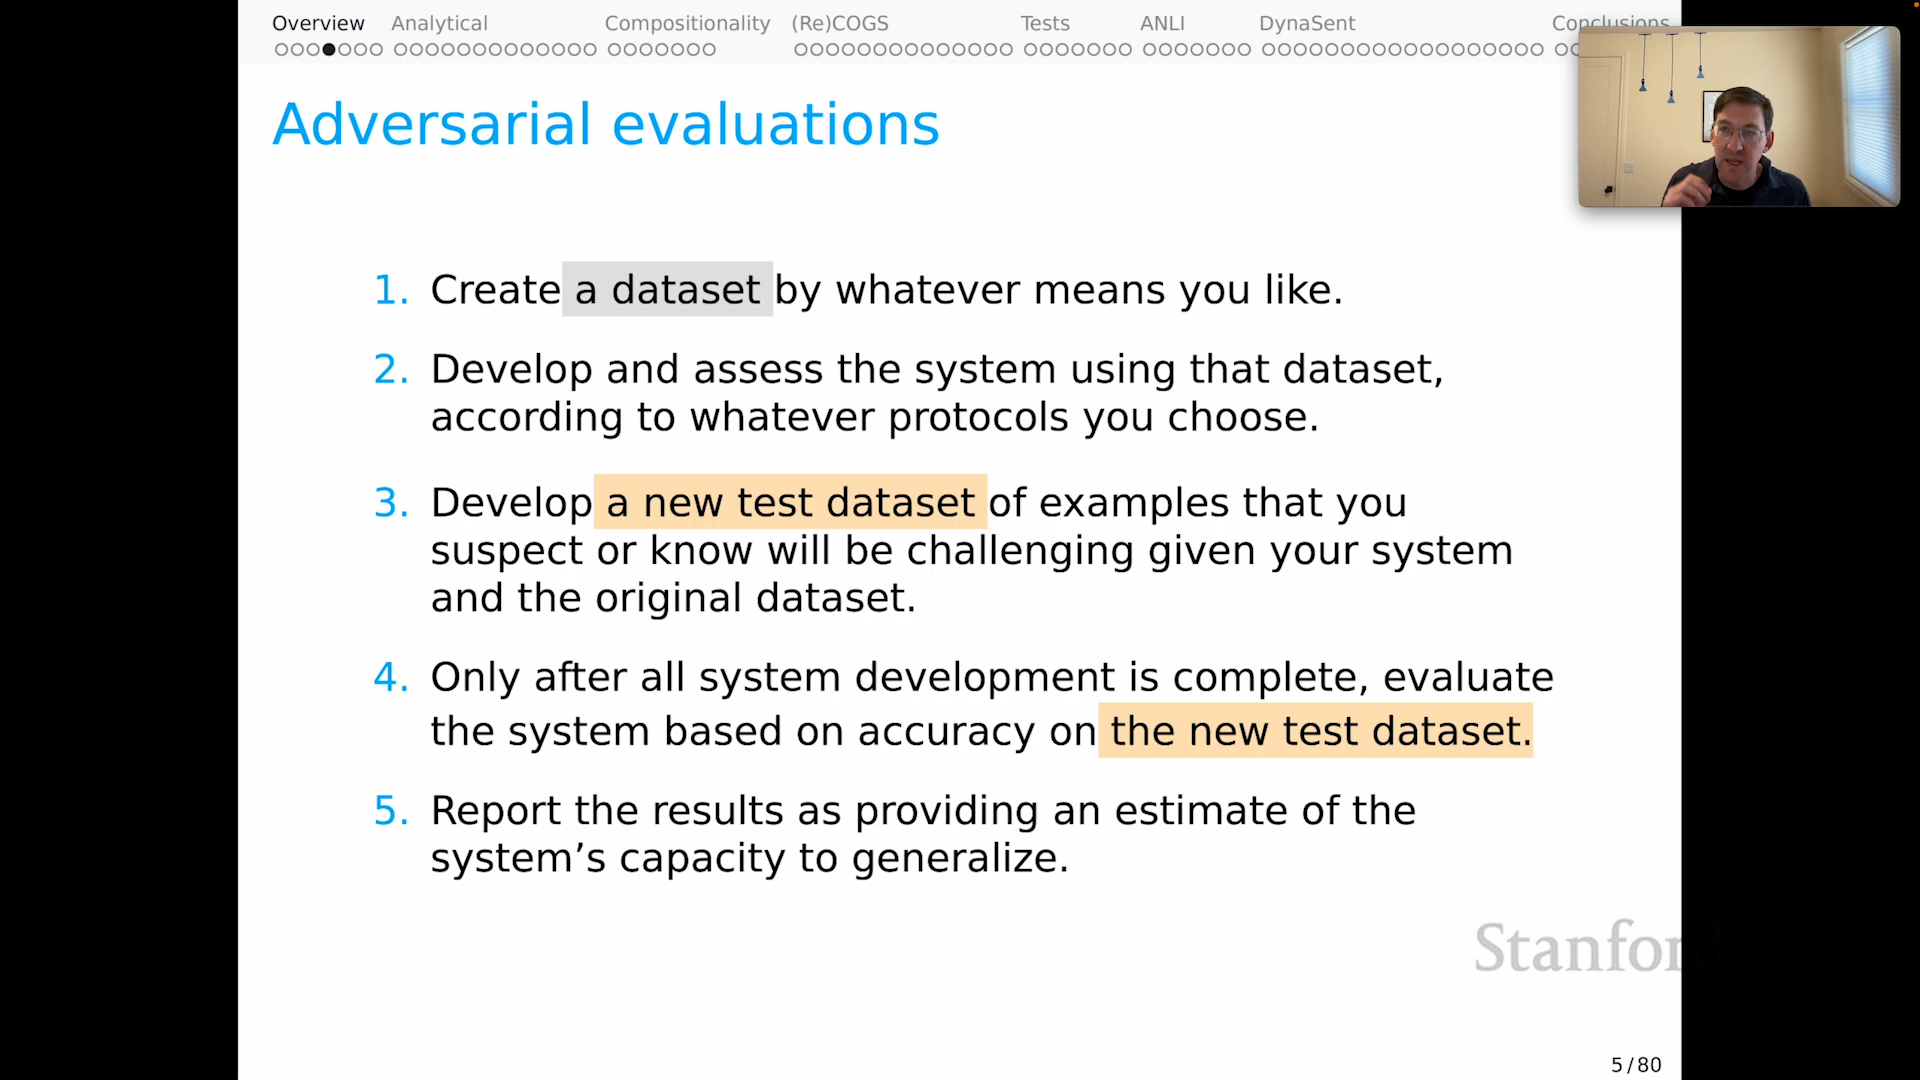 Overview Analytical Compositionality (Re)COGS Tests ANLI DynaSent Conclusions
Adversarial evaluations
1. Create a dataset by whatever means you like.
2. Develop and assess the system using that dataset,
according to whatever protocols you choose.
3. Develop a new test dataset of examples that you
suspect or know will be challenging given your system
and the original dataset.
4. Only after all system development is complete, evaluate
the system based on accuracy on the new test dataset.
5. Report the results as providing an estimate of the
system’s capacity to generalize.
Stanford
5 / 80